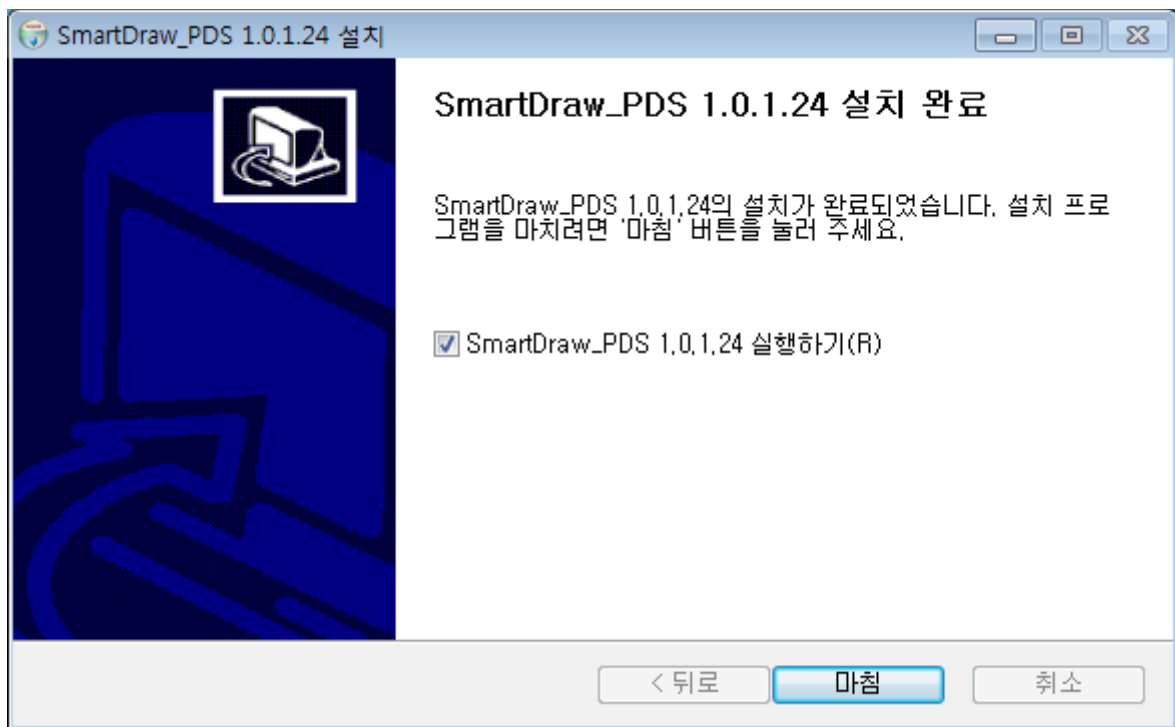 SmartDraw_PDS 1.0.1.24 설치
SmartDraw_PDS 1.0.1.24 설치 완료
SmartDraw_PDS 1.0.1.24의 설치가 완료되었습니다. 설치 프로
그램을 마치려면 '마침' 버튼을 눌러 주세요.
SmartDraw_PDS 1.0.1.24 실행하기(R)
< 뒤로
마침
취소